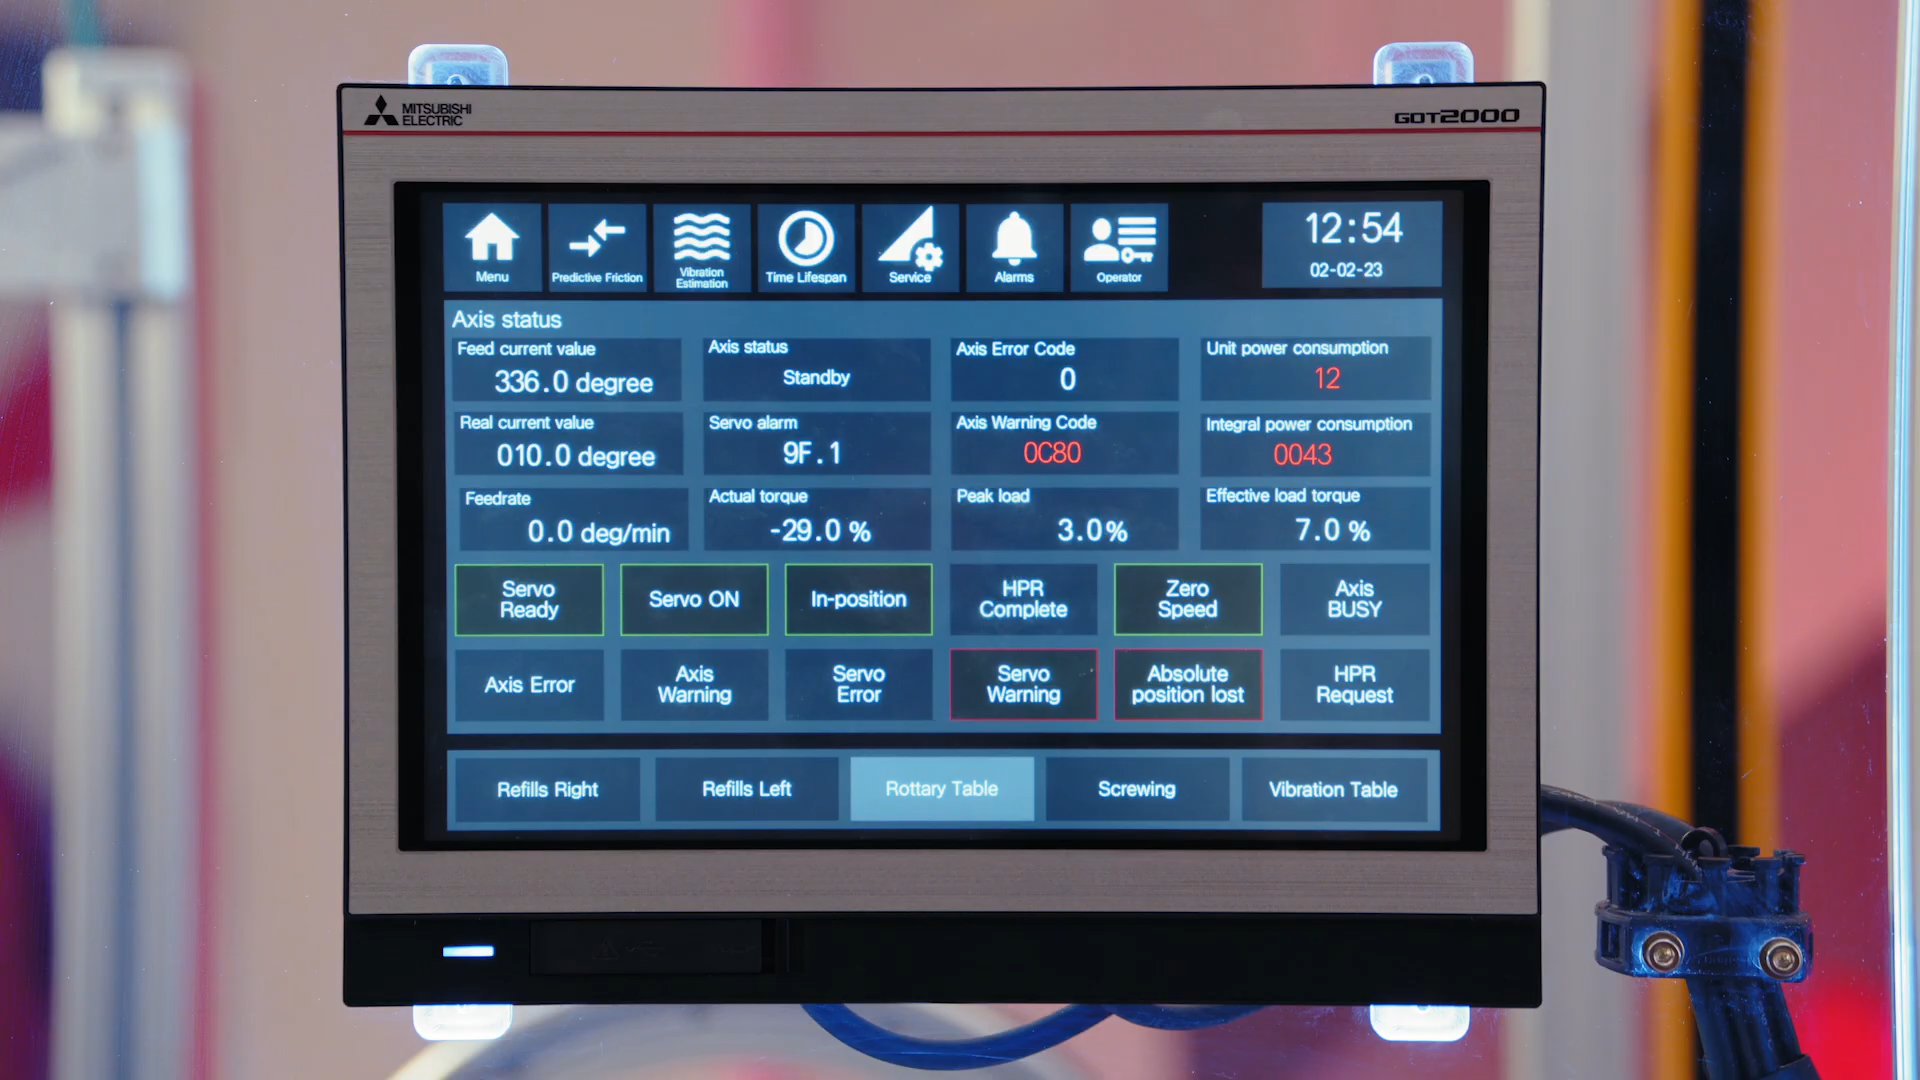 MITSUBISHI
ELECTRIC
GOT2000
Menu
Predictive Friction
Vibration
Estimation
Time Lifespan
Service
Alarms
Operator
12:54
02-02-23
Axis status
Feed current value
336.0 degree
Axis status
Standby
Axis Error Code
0
Unit power consumption
12
Real current value
010.0 degree
Servo alarm
9F.1
Axis Warning Code
0C80
Integral power consumption
0043
Feedrate
0.0 deg/min
Actual torque
-29.0 %
Peak load
3.0%
Effective load torque
7.0 %
Servo
Ready
Servo ON
In-position
HPR
Complete
Zero
Speed
Axis
BUSY
Axis Error
Axis
Warning
Servo
Error
Servo
Warning
Absolute
position lost
HPR
Request
Refills Right
Refills Left
Rottary Table
Screwing
Vibration Table